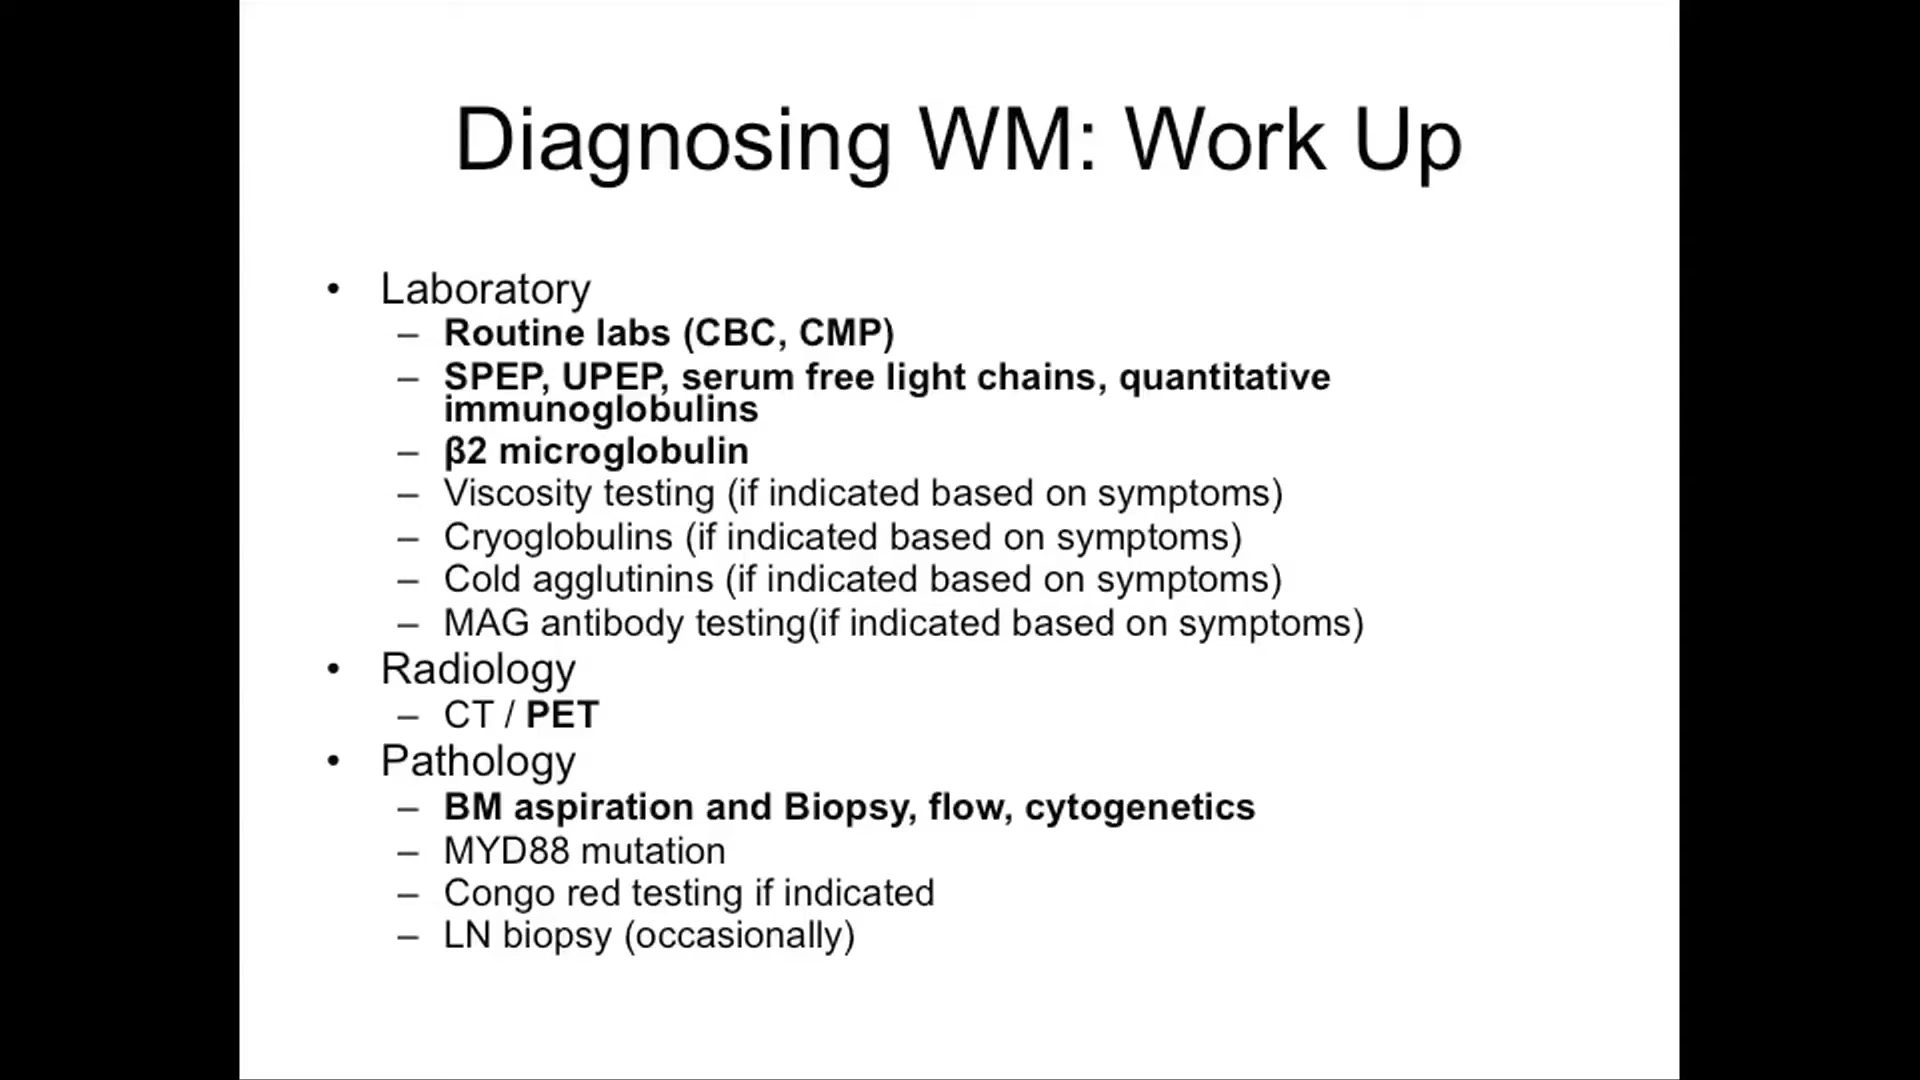 Diagnosing WM: Work Up
• Laboratory
– Routine labs (CBC, CMP)
– SPEP, UPEP, serum free light chains, quantitative
immunoglobulins
– β2 microglobulin
– Viscosity testing (if indicated based on symptoms)
– Cryoglobulins (if indicated based on symptoms)
– Cold agglutinins (if indicated based on symptoms)
– MAG antibody testing(if indicated based on symptoms)
• Radiology
– CT / PET
• Pathology
– BM aspiration and Biopsy, flow, cytogenetics
– MYD88 mutation
– Congo red testing if indicated
– LN biopsy (occasionally)